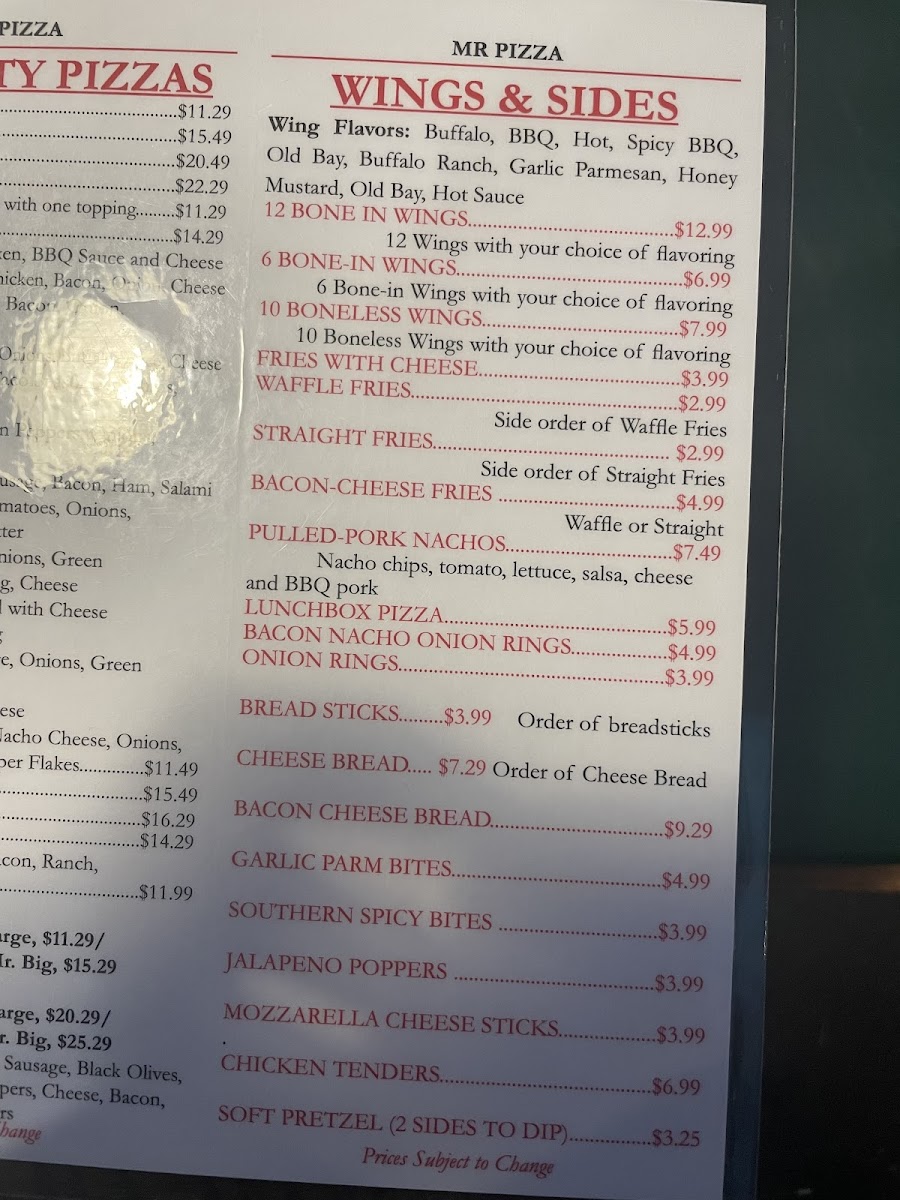 PIZZA
TY PIZZAS
$11.29
$15.49
$20.49
$22.29
with one topping........$11.29
$14.29
ken, BBQ Sauce and Cheese
hicken, Bacon, Onion, Cheese
Bacon
Cheese
sage, Bacon, Ham, Salami
matoes, Onions,
tter
nions, Green
g, Cheese
with Cheese
g
e, Onions, Green
ese
Nacho Cheese, Onions,
per Flakes.............$11.49
$15.49
$16.29
$14.29
acon, Ranch,
$11.99
arge, $11.29/
Mr. Big, $15.29
arge, $20.29/
r. Big, $25.29
Sausage, Black Olives,
pers, Cheese, Bacon,
rs
hange
MR PIZZA
WINGS & SIDES
Wing Flavors: Buffalo, BBQ, Hot, Spicy BBQ,
Old Bay, Buffalo Ranch, Garlic Parmesan, Honey
Mustard, Old Bay, Hot Sauce
12 BONE IN WINGS..................................$12.99
12 Wings with your choice of flavoring
6 BONE-IN WINGS..........................................$6.99
6 Bone-in Wings with your choice of flavoring
10 BONELESS WINGS.................................$7.99
10 Boneless Wings with your choice of flavoring
FRIES WITH CHEESE..................................$3.99
WAFFLE FRIES.............................................$2.99
Side order of Waffle Fries
STRAIGHT FRIES....................................... $2.99
Side order of Straight Fries
BACON-CHEESE FRIES ..............................$4.99
Waffle or Straight
PULLED-PORK NACHOS............................$7.49
Nacho chips, tomato, lettuce, salsa, cheese
and BBQ pork
LUNCHBOX PIZZA......................................$5.99
BACON NACHO ONION RINGS................$4.99
ONION RINGS.............................................$3.99
BREAD STICKS.........$3.99 Order of breadsticks
CHEESE BREAD..... $7.29 Order of Cheese Bread
BACON CHEESE BREAD.............................$9.29
GARLIC PARM BITES...................................$4.99
SOUTHERN SPICY BITES ...........................$3.99
JALAPENO POPPERS ..................................$3.99
MOZZARELLA CHEESE STICKS.................$3.99
.
CHICKEN TENDERS...................................$6.99
SOFT PRETZEL (2 SIDES TO DIP)..............$3.25
Prices Subject to Change